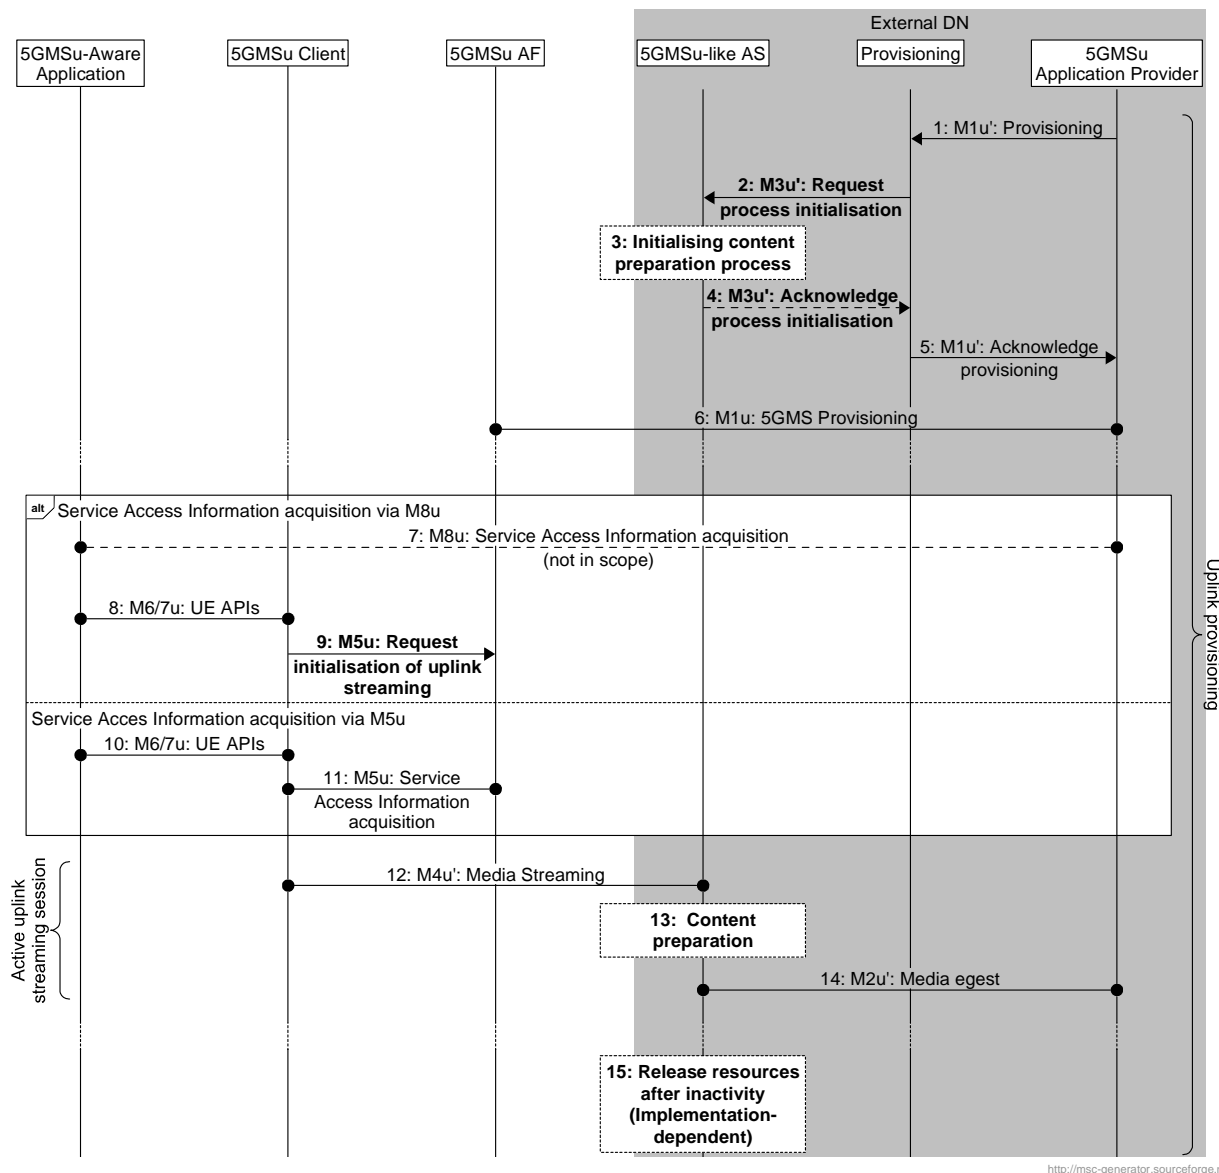 External DN
5GMSu-Aware
Application
5GMSu Client
5GMSu AF
5GMSu-like AS
Provisioning
5GMSu
Application Provider
1: M1u': Provisioning
2: M3u': Request
process initialisation
3: Initialising content
preparation process
4: M3u': Acknowledge
process initialisation
5: M1u': Acknowledge
provisioning
6: M1u: 5GMS Provisioning
alt
Service Access Information acquisition via M8u
7: M8u: Service Access Information acquisition
(not in scope)
8: M6/7u: UE APIs
9: M5u: Request
initialisation of uplink
streaming
Service Acces Information acquisition via M5u
10: M6/7u: UE APIs
11: M5u: Service
Access Information
acquisition
Uplink provisioning
12: M4u': Media Streaming
13: Content
preparation
14: M2u': Media egest
Active uplink
streaming session
15: Release resources
after inactivity
(Implementation-
dependent)
http://msc-generator.sourceforge.